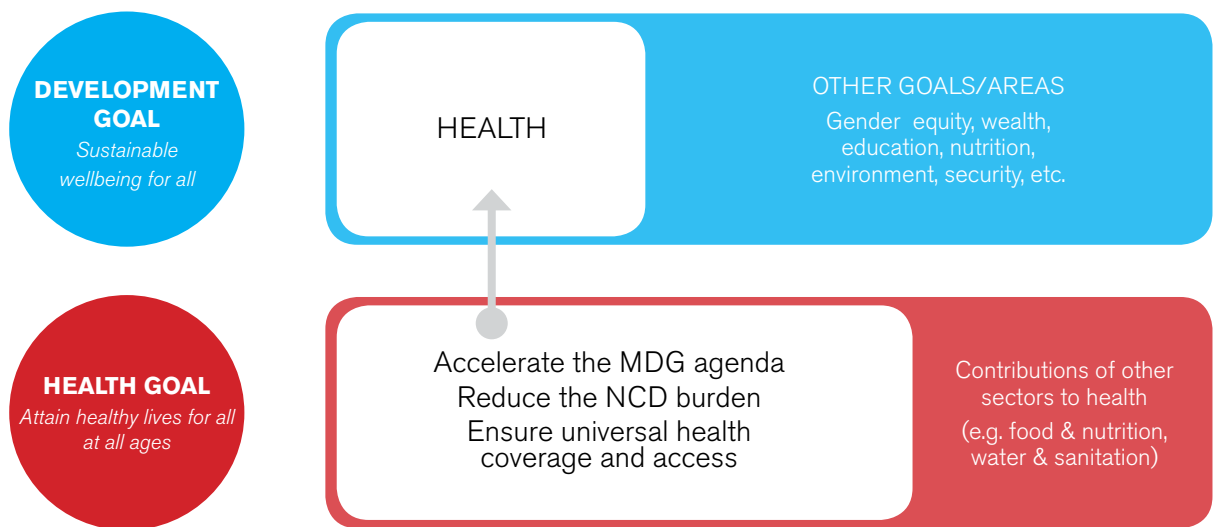 DEVELOPMENT
GOAL
Sustainable
wellbeing for all
HEALTH
OTHER GOALS/AREAS
Gender equity, wealth,
education, nutrition,
environment, security, etc.
HEALTH GOAL
Attain healthy lives for all
at all ages
Accelerate the MDG agenda
Reduce the NCD burden
Ensure universal health
coverage and access
Contributions of other
sectors to health
(e.g. food & nutrition,
water & sanitation)